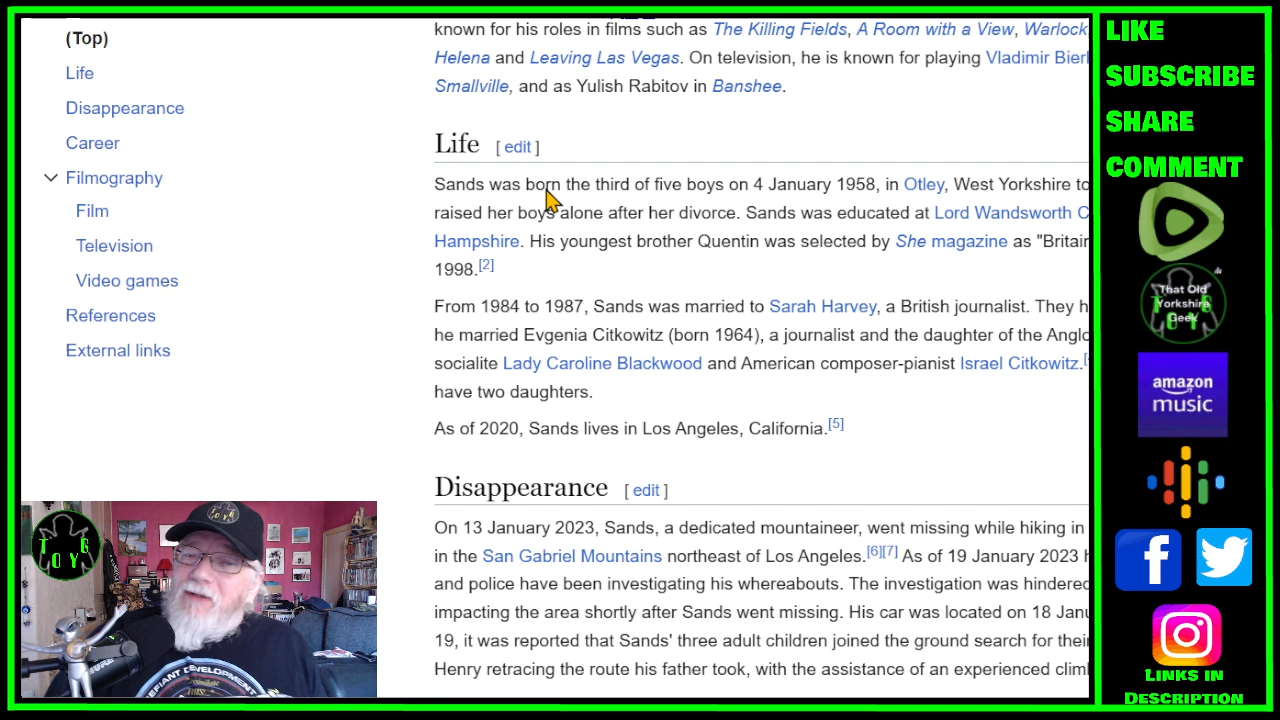 (Top)
Life
Disappearance
Career
Filmography
Film
Television
Video games
References
External links
known for his roles in films such as The Killing Fields, A Room with a View, Warlock
Helena and Leaving Las Vegas. On television, he is known for playing Vladimir Bierl
Smallville, and as Yulish Rabitov in Banshee.
Life [ edit ]
Sands was born the third of five boys on 4 January 1958, in Otley, West Yorkshire to
raised her boys alone after her divorce. Sands was educated at Lord Wandsworth C
Hampshire. His youngest brother Quentin was selected by She magazine as "Britain
1998.[2]
From 1984 to 1987, Sands was married to Sarah Harvey, a British journalist. They h
he married Evgenia Citkowitz (born 1964), a journalist and the daughter of the Anglo
socialite Lady Caroline Blackwood and American composer-pianist Israel Citkowitz.
have two daughters.
As of 2020, Sands lives in Los Angeles, California.[5]
Disappearance [ edit ]
On 13 January 2023, Sands, a dedicated mountaineer, went missing while hiking in
in the San Gabriel Mountains northeast of Los Angeles.[6][7] As of 19 January 2023 h
and police have been investigating his whereabouts. The investigation was hindered
impacting the area shortly after Sands went missing. His car was located on 18 Janu
19, it was reported that Sands' three adult children joined the ground search for their
Henry retracing the route his father took, with the assistance of an experienced clim
TOYG
LIKE
SUBSCRIBE
SHARE
COMMENT
That Old
Yorkshire
Geek
TOYG
amazon
music
LINKS IN
DESCRIPTION